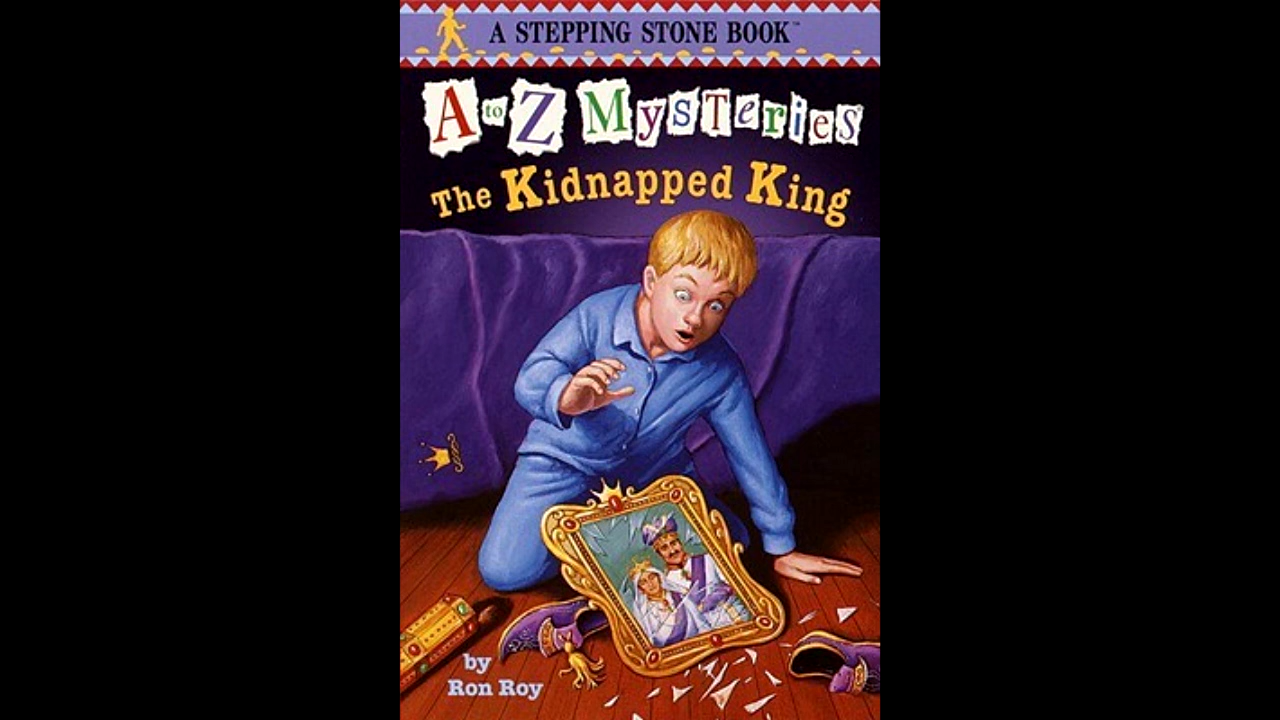 A STEPPING STONE BOOK™
A to Z MysTeries®
The Kidnapped King
by
Ron Roy